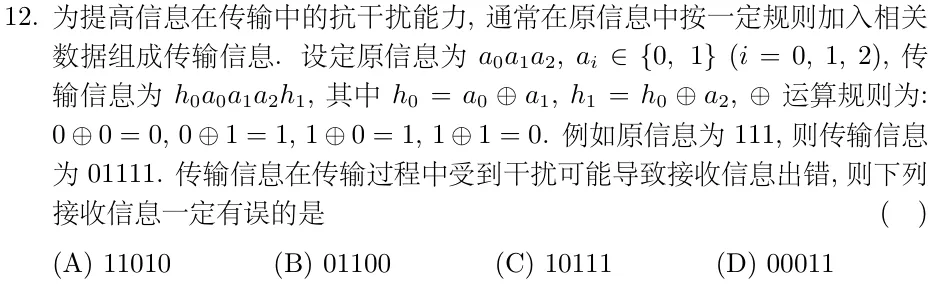 12. 为提高信息在传输中的抗干扰能力, 通常在原信息中按一定规则加入相关
数据组成传输信息. 设定原信息为 a₀a₁a₂, aᵢ ∈ {0, 1} (i = 0, 1, 2), 传
输信息为 h₀a₀a₁a₂h₁, 其中 h₀ = a₀ ⊕ a₁, h₁ = h₀ ⊕ a₂, ⊕ 运算规则为:
0 ⊕ 0 = 0, 0 ⊕ 1 = 1, 1 ⊕ 0 = 1, 1 ⊕ 1 = 0. 例如原信息为 111, 则传输信息
为 01111. 传输信息在传输过程中受到干扰可能导致接收信息出错, 则下列
接收信息一定有误的是 ( )
(A) 11010 (B) 01100 (C) 10111 (D) 00011